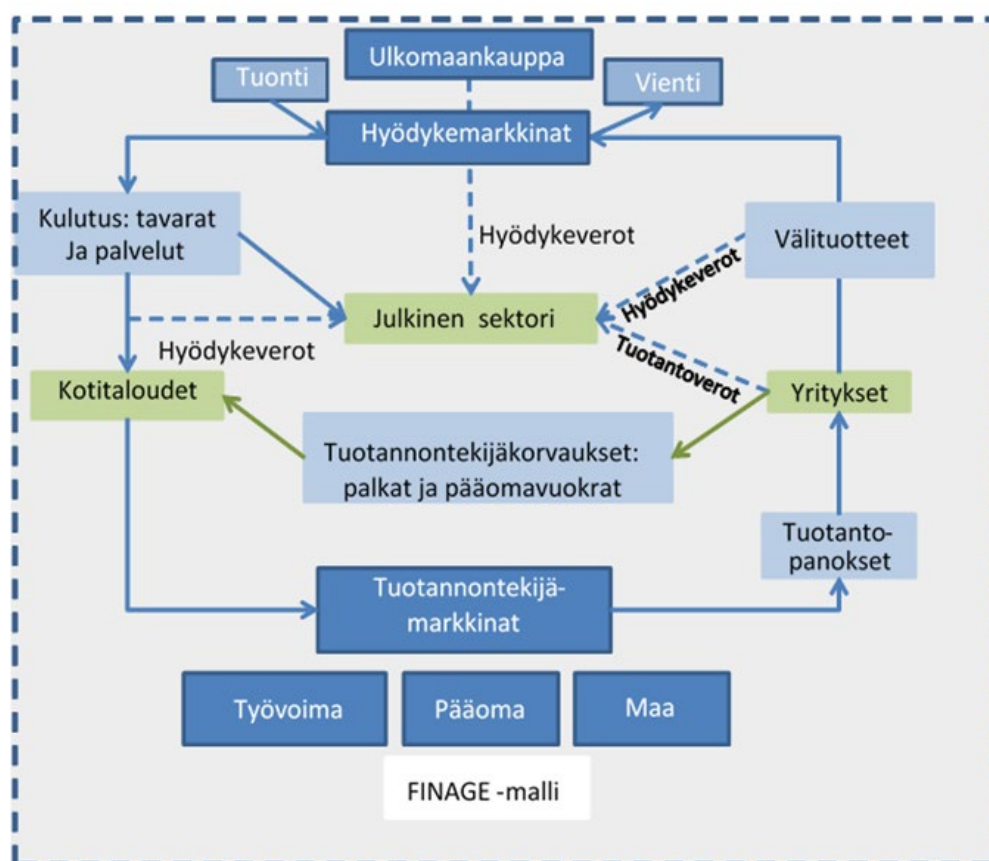 Ulkomaankauppa
Tuonti
Vienti
Hyödykemarkkinat
Kulutus: tavarat
Ja palvelut
Hyödykeverot
Välituotteet
Hyödykeverot
Julkinen sektori
Hyödykeverot
Tuotantoverot
Kotitaloudet
Yritykset
Tuotannontekijäkorvaukset:
palkat ja pääomavuokrat
Tuotanto-
panokset
Tuotannontekijä-
markkinat
Työvoima
Pääoma
Maa
FINAGE -malli